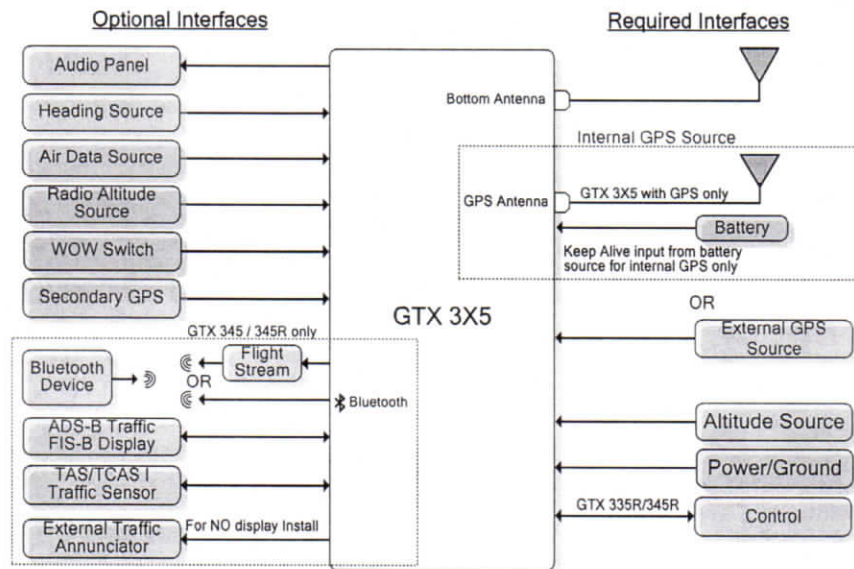 Optional Interfaces
Required Interfaces
Audio Panel
Heading Source
Air Data Source
Radio Altitude
Source
WOW Switch
Secondary GPS
GTX 345 / 345R only
Bluetooth
Device
Flight
Stream
OR
Bluetooth
ADS-B Traffic
FIS-B Display
TAS/TCAS I
Traffic Sensor
External Traffic
Annunciator
For NO display Install
GTX 3X5
Bottom Antenna
Internal GPS Source
GPS Antenna
GTX 3X5 with GPS only
Battery
Keep Alive input from battery
source for internal GPS only
OR
External GPS
Source
Altitude Source
Power/Ground
GTX 335R/345R
Control